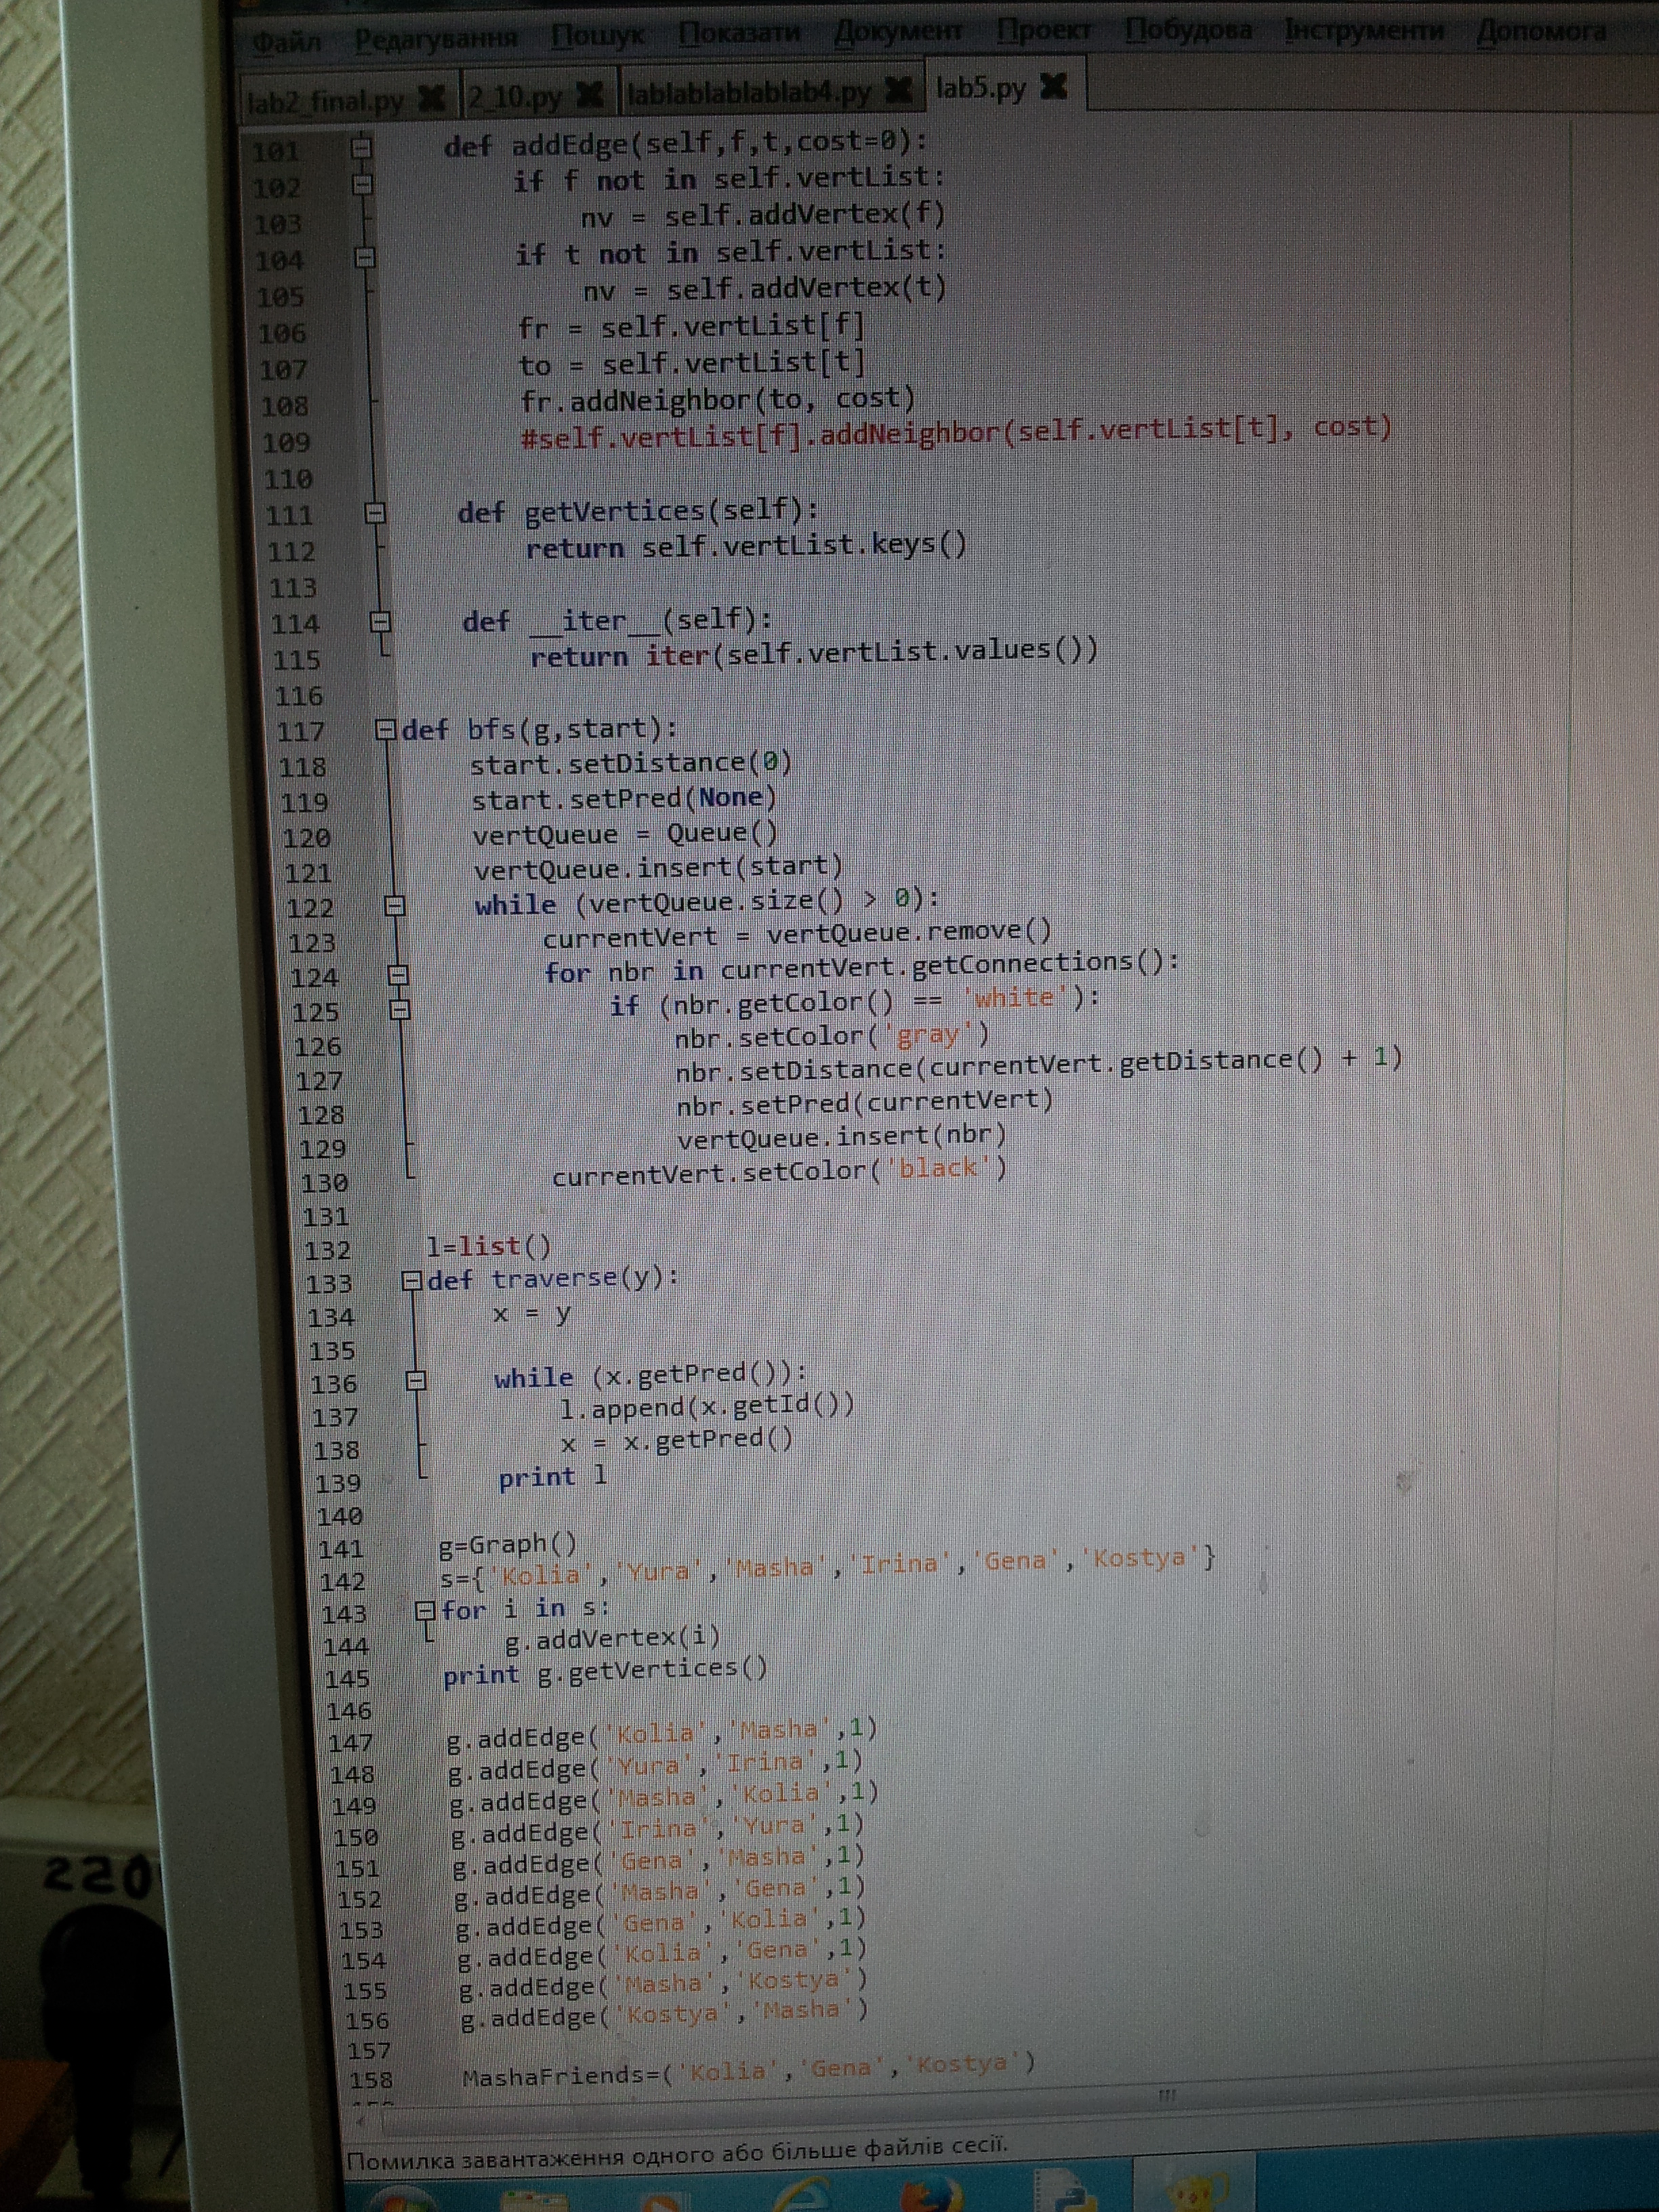 Файл Редагування Пошук Показати Документ Проект Побудова Інструменти Допомога
lab2_final.py 2_10.py lablablablablab4.py lab5.py
101 def addEdge(self,f,t,cost=0):
102 if f not in self.vertList:
103 nv = self.addVertex(f)
104 if t not in self.vertList:
105 nv = self.addVertex(t)
106 fr = self.vertList[f]
107 to = self.vertList[t]
108 fr.addNeighbor(to, cost)
109 #self.vertList[f].addNeighbor(self.vertList[t], cost)
110
111 def getVertices(self):
112 return self.vertList.keys()
113
114 def __iter__(self):
115 return iter(self.vertList.values())
116
117 def bfs(g,start):
118 start.setDistance(0)
119 start.setPred(None)
120 vertQueue = Queue()
121 vertQueue.insert(start)
122 while (vertQueue.size() > 0):
123 currentVert = vertQueue.remove()
124 for nbr in currentVert.getConnections():
125 if (nbr.getColor() == 'white'):
126 nbr.setColor('gray')
127 nbr.setDistance(currentVert.getDistance() + 1)
128 nbr.setPred(currentVert)
129 vertQueue.insert(nbr)
130 currentVert.setColor('black')
131
132 l=list()
133 def traverse(y):
134 x = y
135
136 while (x.getPred()):
137 l.append(x.getId())
138 x = x.getPred()
139 print l
140
141 g=Graph()
142 s={'Kolia','Yura','Masha','Irina','Gena','Kostya'}
143 for i in s:
144 g.addVertex(i)
145 print g.getVertices()
146
147 g.addEdge('Kolia','Masha',1)
148 g.addEdge('Yura','Irina',1)
149 g.addEdge('Masha','Kolia',1)
150 g.addEdge('Irina','Yura',1)
151 g.addEdge('Gena','Masha',1)
152 g.addEdge('Masha','Gena',1)
153 g.addEdge('Gena','Kolia',1)
154 g.addEdge('Kolia','Gena',1)
155 g.addEdge('Masha','Kostya')
156 g.addEdge('Kostya','Masha')
157
158 MashaFriends=('Kolia','Gena','Kostya')
Помилка завантаження одного або більше файлів сесії.
220